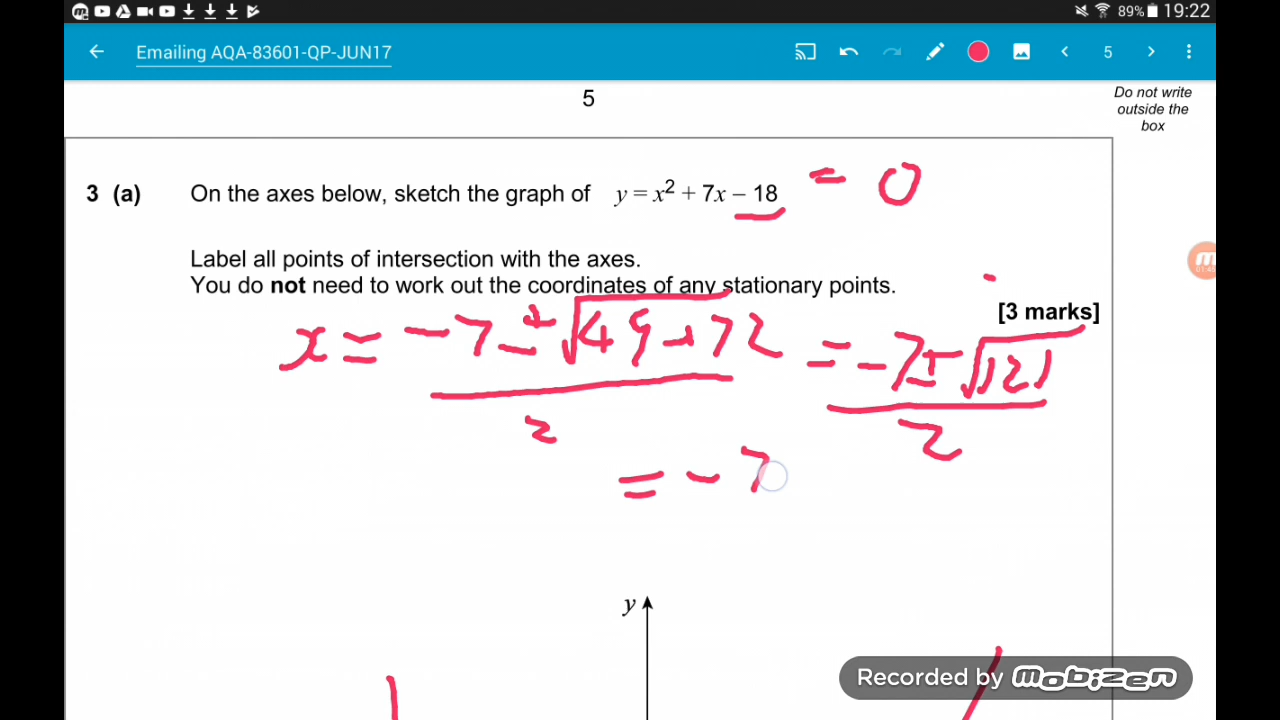 89% 19:22
Emailing AQA-83601-QP-JUN17
5
5
Do not write
outside the
box
3 (a) On the axes below, sketch the graph of y = x² + 7x – 18 = 0
Label all points of intersection with the axes.
You do not need to work out the coordinates of any stationary points.
[3 marks]
x = -7 ± √49+72 = -7 ± √121
2 2
= -7
y
01:45
Recorded by mobizen